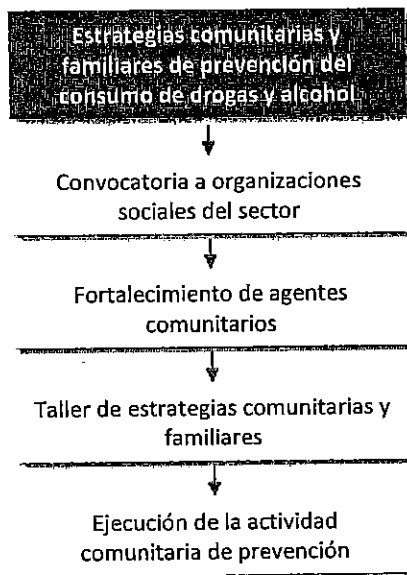 Estrategias comunitarias y
familiares de prevención del
consumo de drogas y alcohol
Convocatoria a organizaciones
sociales del sector
Fortalecimiento de agentes
comunitarios
Taller de estrategias comunitarias y
familiares
Ejecución de la actividad
comunitaria de prevención